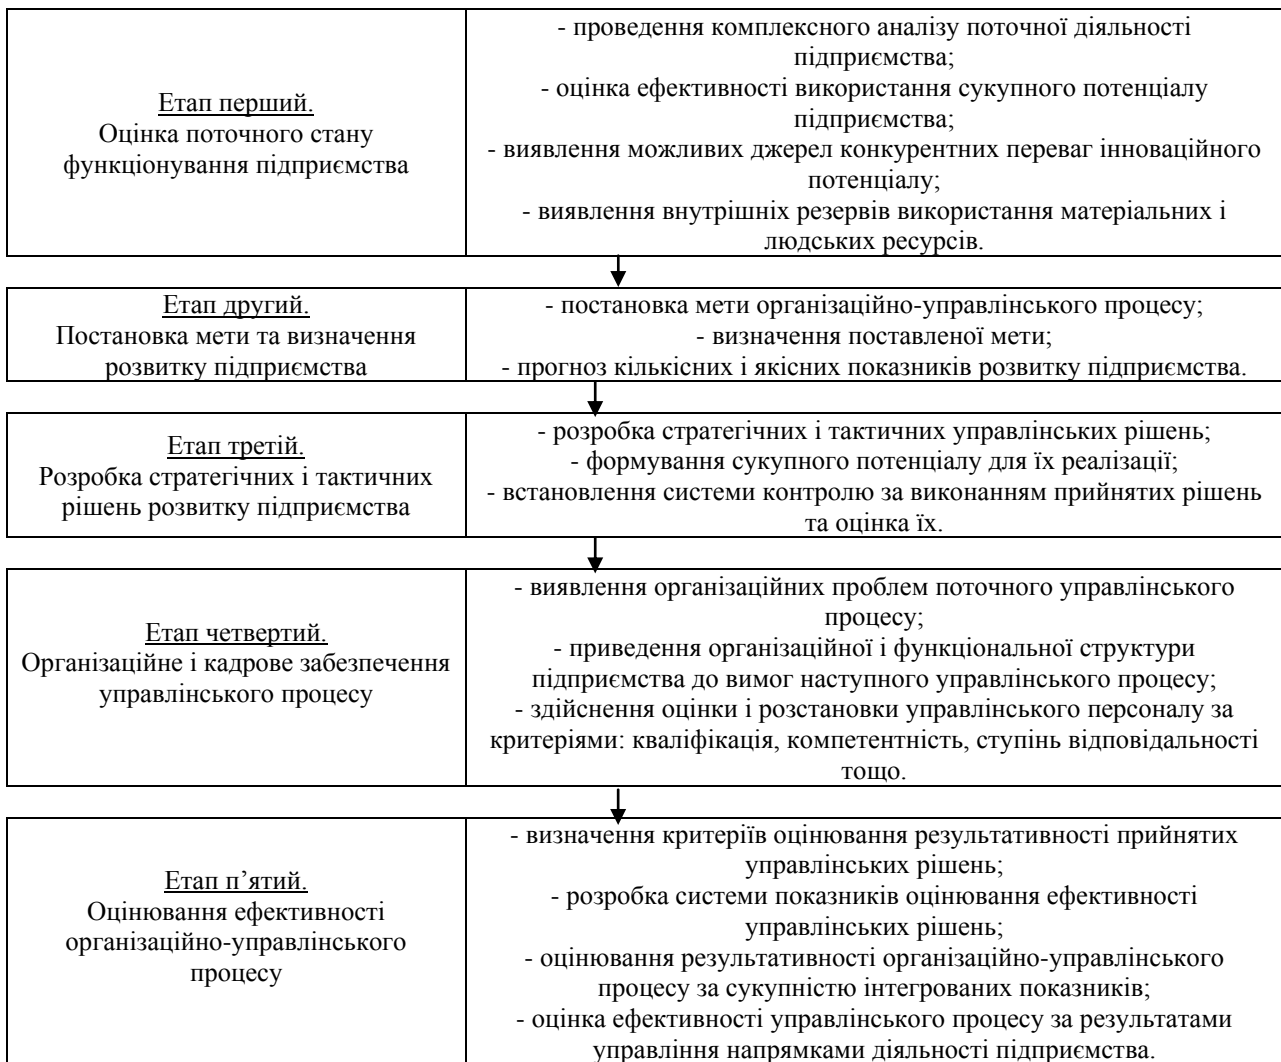 Етап перший.
Оцінка поточного стану
функціонування підприємства
- проведення комплексного аналізу поточної діяльності
підприємства;
- оцінка ефективності використання сукупного потенціалу
підприємства;
- виявлення можливих джерел конкурентних переваг інноваційного
потенціалу;
- виявлення внутрішніх резервів використання матеріальних і
людських ресурсів.
Етап другий.
Постановка мети та визначення
розвитку підприємства
- постановка мети організаційно-управлінського процесу;
- визначення поставленої мети;
- прогноз кількісних і якісних показників розвитку підприємства.
Етап третій.
Розробка стратегічних і тактичних
рішень розвитку підприємства
- розробка стратегічних і тактичних управлінських рішень;
- формування сукупного потенціалу для їх реалізації;
- встановлення системи контролю за виконанням прийнятих рішень
та оцінка їх.
Етап четвертий.
Організаційне і кадрове забезпечення
управлінського процесу
- виявлення організаційних проблем поточного управлінського
процесу;
- приведення організаційної і функціональної структури
підприємства до вимог наступного управлінського процесу;
- здійснення оцінки і розстановки управлінського персоналу за
критеріями: кваліфікація, компетентність, ступінь відповідальності
тощо.
Етап п’ятий.
Оцінювання ефективності
організаційно-управлінського
процесу
- визначення критеріїв оцінювання результативності прийнятих
управлінських рішень;
- розробка системи показників оцінювання ефективності
управлінських рішень;
- оцінювання результативності організаційно-управлінського
процесу за сукупністю інтегрованих показників;
- оцінка ефективності управлінського процесу за результатами
управління напрямками діяльності підприємства.